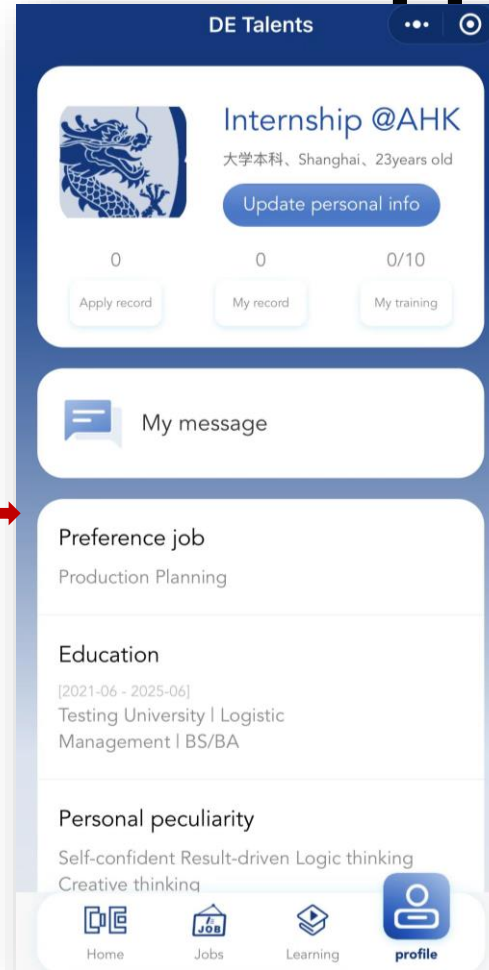 DE Talents
Internship @AHK
大学本科、Shanghai、23years old
Update personal info
0
0
0/10
Apply record
My record
My training
My message
Preference job
Production Planning
Education
[2021-06 - 2025-06]
Testing University | Logistic
Management | BS/BA
Personal peculiarity
Self-confident Result-driven Logic thinking
Creative thinking
JOB
Home
Jobs
Learning
profile